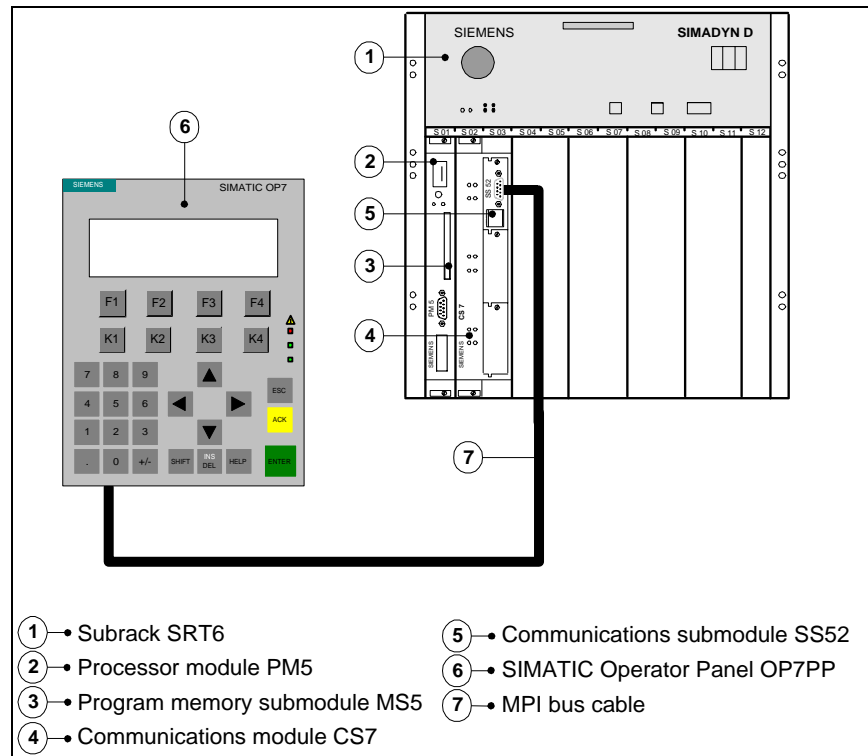 SIEMENS SIMADYN D
1
S 01 S 02 S 03 S 04 S 05 S 06 S 07 S 08 S 09 S 10 S 11 S 12
6
2
SS 52
5
3
PM 5
CS 7
4
SIEMENS
SIEMENS
7
SIEMENS SIMATIC OP7
F1 F2 F3 F4
K1 K2 K3 K4
7 8 9
ESC
4 5 6
ACK
1 2 3
. 0 +/- SHIFT INS DEL HELP ENTER
1 Subrack SRT6
2 Processor module PM5
3 Program memory submodule MS5
4 Communications module CS7
5 Communications submodule SS52
6 SIMATIC Operator Panel OP7PP
7 MPI bus cable